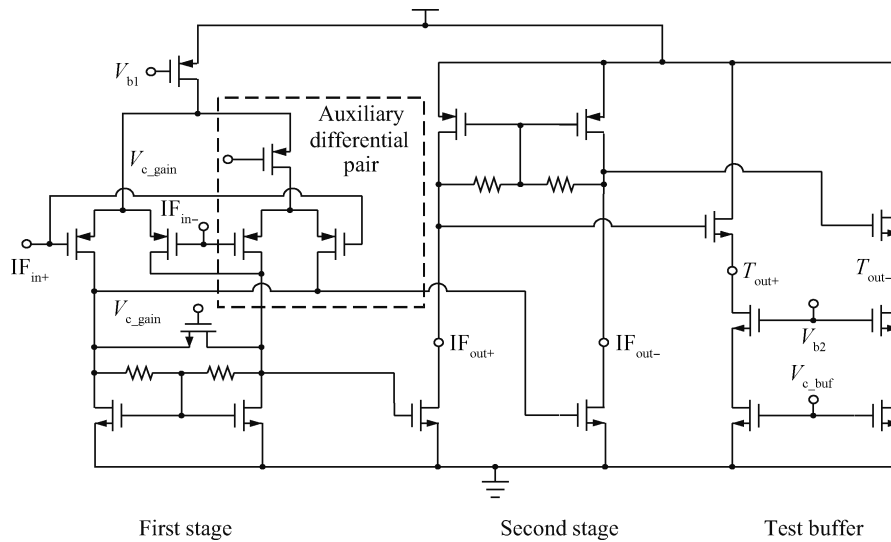 V_b1
Auxiliary
differential
pair
V_c_gain
IF_in−
IF_in+
T_out+
T_out−
V_c_gain
IF_out+
IF_out−
V_b2
V_c_buf
First stage
Second stage
Test buffer